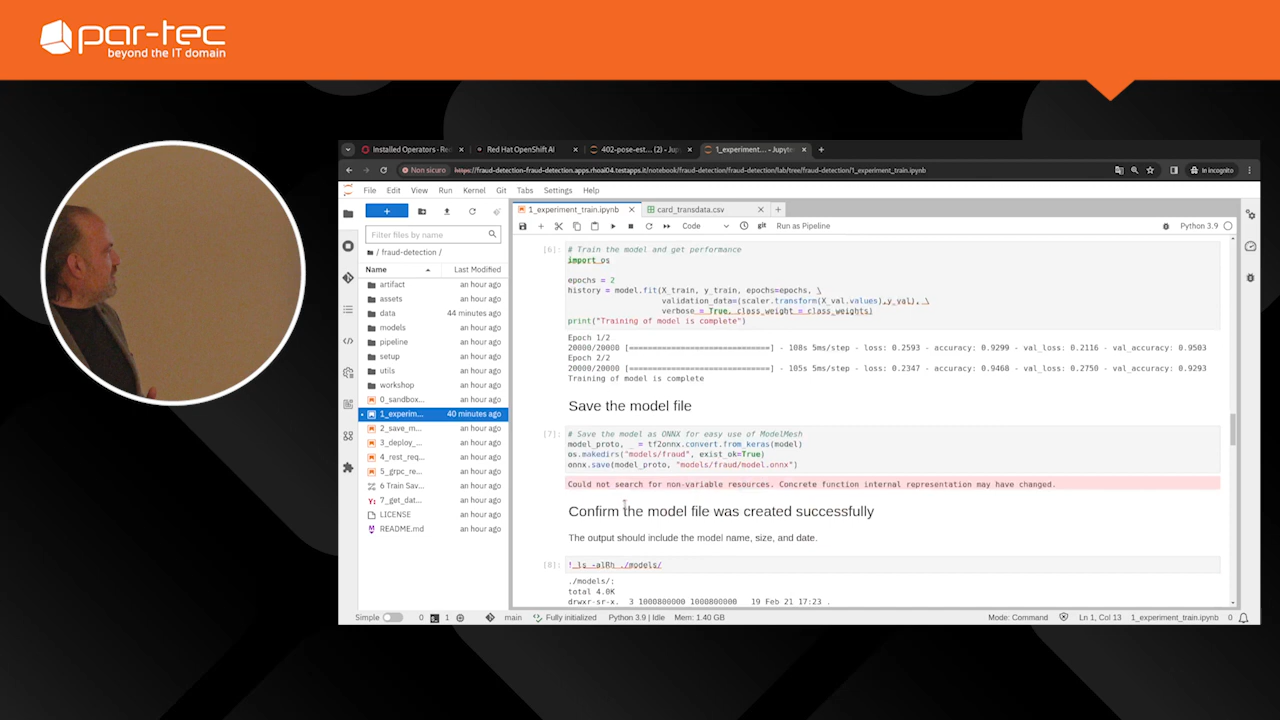 par-tec
beyond the IT domain
Installed Operators - Re
Red Hat OpenShift AI
402-pose-est... (2) - Jup
1_experiment... - Jupyte
Non sicuro
https://fraud-detection-fraud-detection.apps.rhoai04.testapps.it/notebook/fraud-detection/fraud-detection/lab/tree/fraud-detection/1_experiment_train.ipynb
In incognito
File Edit View Run Kernel Git Tabs Settings Help
1_experiment_train.ipynb
card_transdata.csv
Code
git
Run as Pipeline
Python 3.9
Filter files by name
/ fraud-detection /
Name Last Modified
artifact an hour ago
assets an hour ago
data 44 minutes ago
models an hour ago
pipeline an hour ago
setup an hour ago
utils an hour ago
workshop an hour ago
0_sandbox... an hour ago
1_experim... 40 minutes ago
2_save_m... an hour ago
3_deploy_... an hour ago
4_rest_req... an hour ago
5_grpc_re... an hour ago
6 Train Sav... an hour ago
7_get_dat... an hour ago
LICENSE an hour ago
README.md an hour ago
[6]: # Train the model and get performance
import os
epochs = 2
history = model.fit(X_train, y_train, epochs=epochs, \
validation_data=(scaler.transform(X_val.values),y_val), \
verbose = True, class_weight = class_weights)
print("Training of model is complete")
Epoch 1/2
20000/20000 [==============================] - 108s 5ms/step - loss: 0.2593 - accuracy: 0.9299 - val_loss: 0.2116 - val_accuracy: 0.9503
Epoch 2/2
20000/20000 [==============================] - 105s 5ms/step - loss: 0.2347 - accuracy: 0.9468 - val_loss: 0.2750 - val_accuracy: 0.9293
Training of model is complete
Save the model file
[7]: # Save the model as ONNX for easy use of ModelMesh
model_proto, _ = tf2onnx.convert.from_keras(model)
os.makedirs("models/fraud", exist_ok=True)
onnx.save(model_proto, "models/fraud/model.onnx")
Could not search for non-variable resources. Concrete function internal representation may have changed.
Confirm the model file was created successfully
The output should include the model name, size, and date.
[8]: ! ls -alRh ./models/
./models/:
total 4.0K
drwxr-sr-x. 3 1000800000 1000800000 19 Feb 21 17:23 .
Simple 0 1 main Fully initialized Python 3.9 | Idle Mem: 1.40 GB Mode: Command Ln 1, Col 13 1_experiment_train.ipynb 0